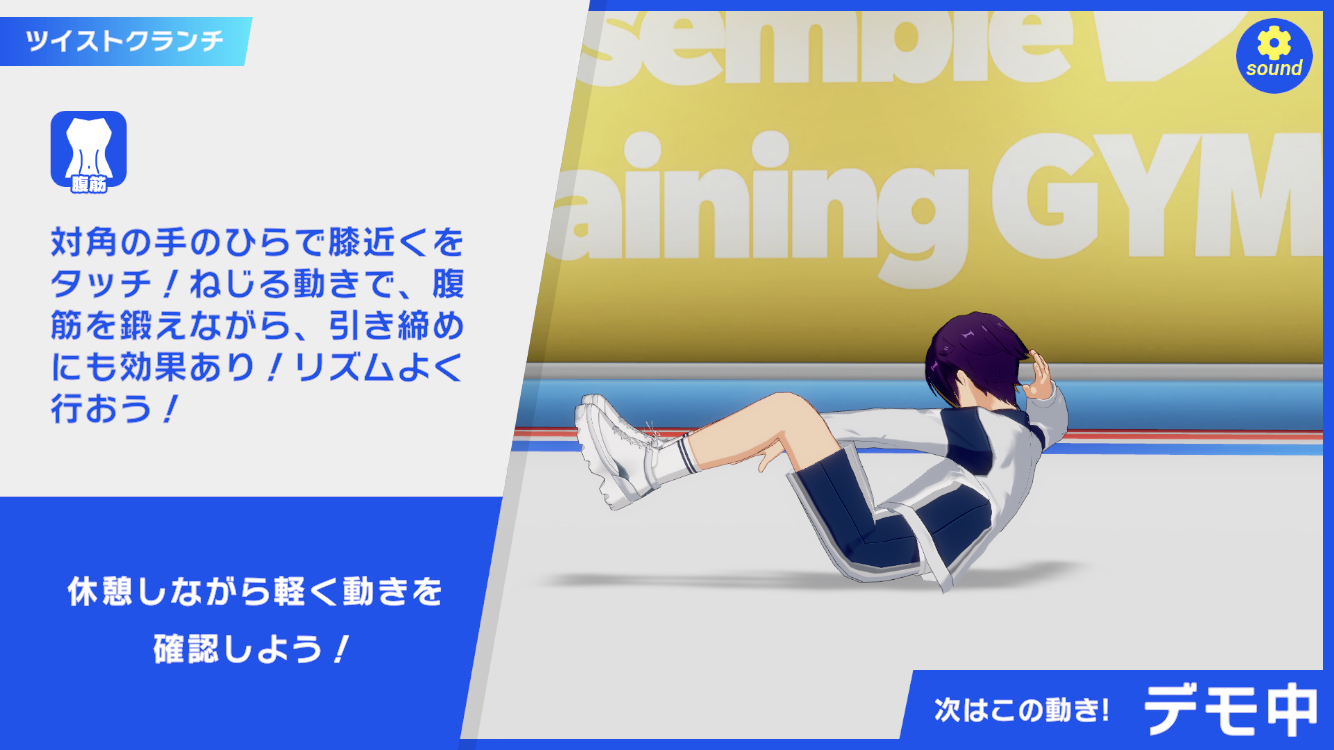 ツイストクランチ
腹筋
対角の手のひらで膝近くを
タッチ！ねじる動きで、腹
筋を鍛えながら、引き締め
にも効果あり！リズムよく
行おう！
休憩しながら軽く動きを
確認しよう！
semble
aining GYM
sound
次はこの動き! デモ中